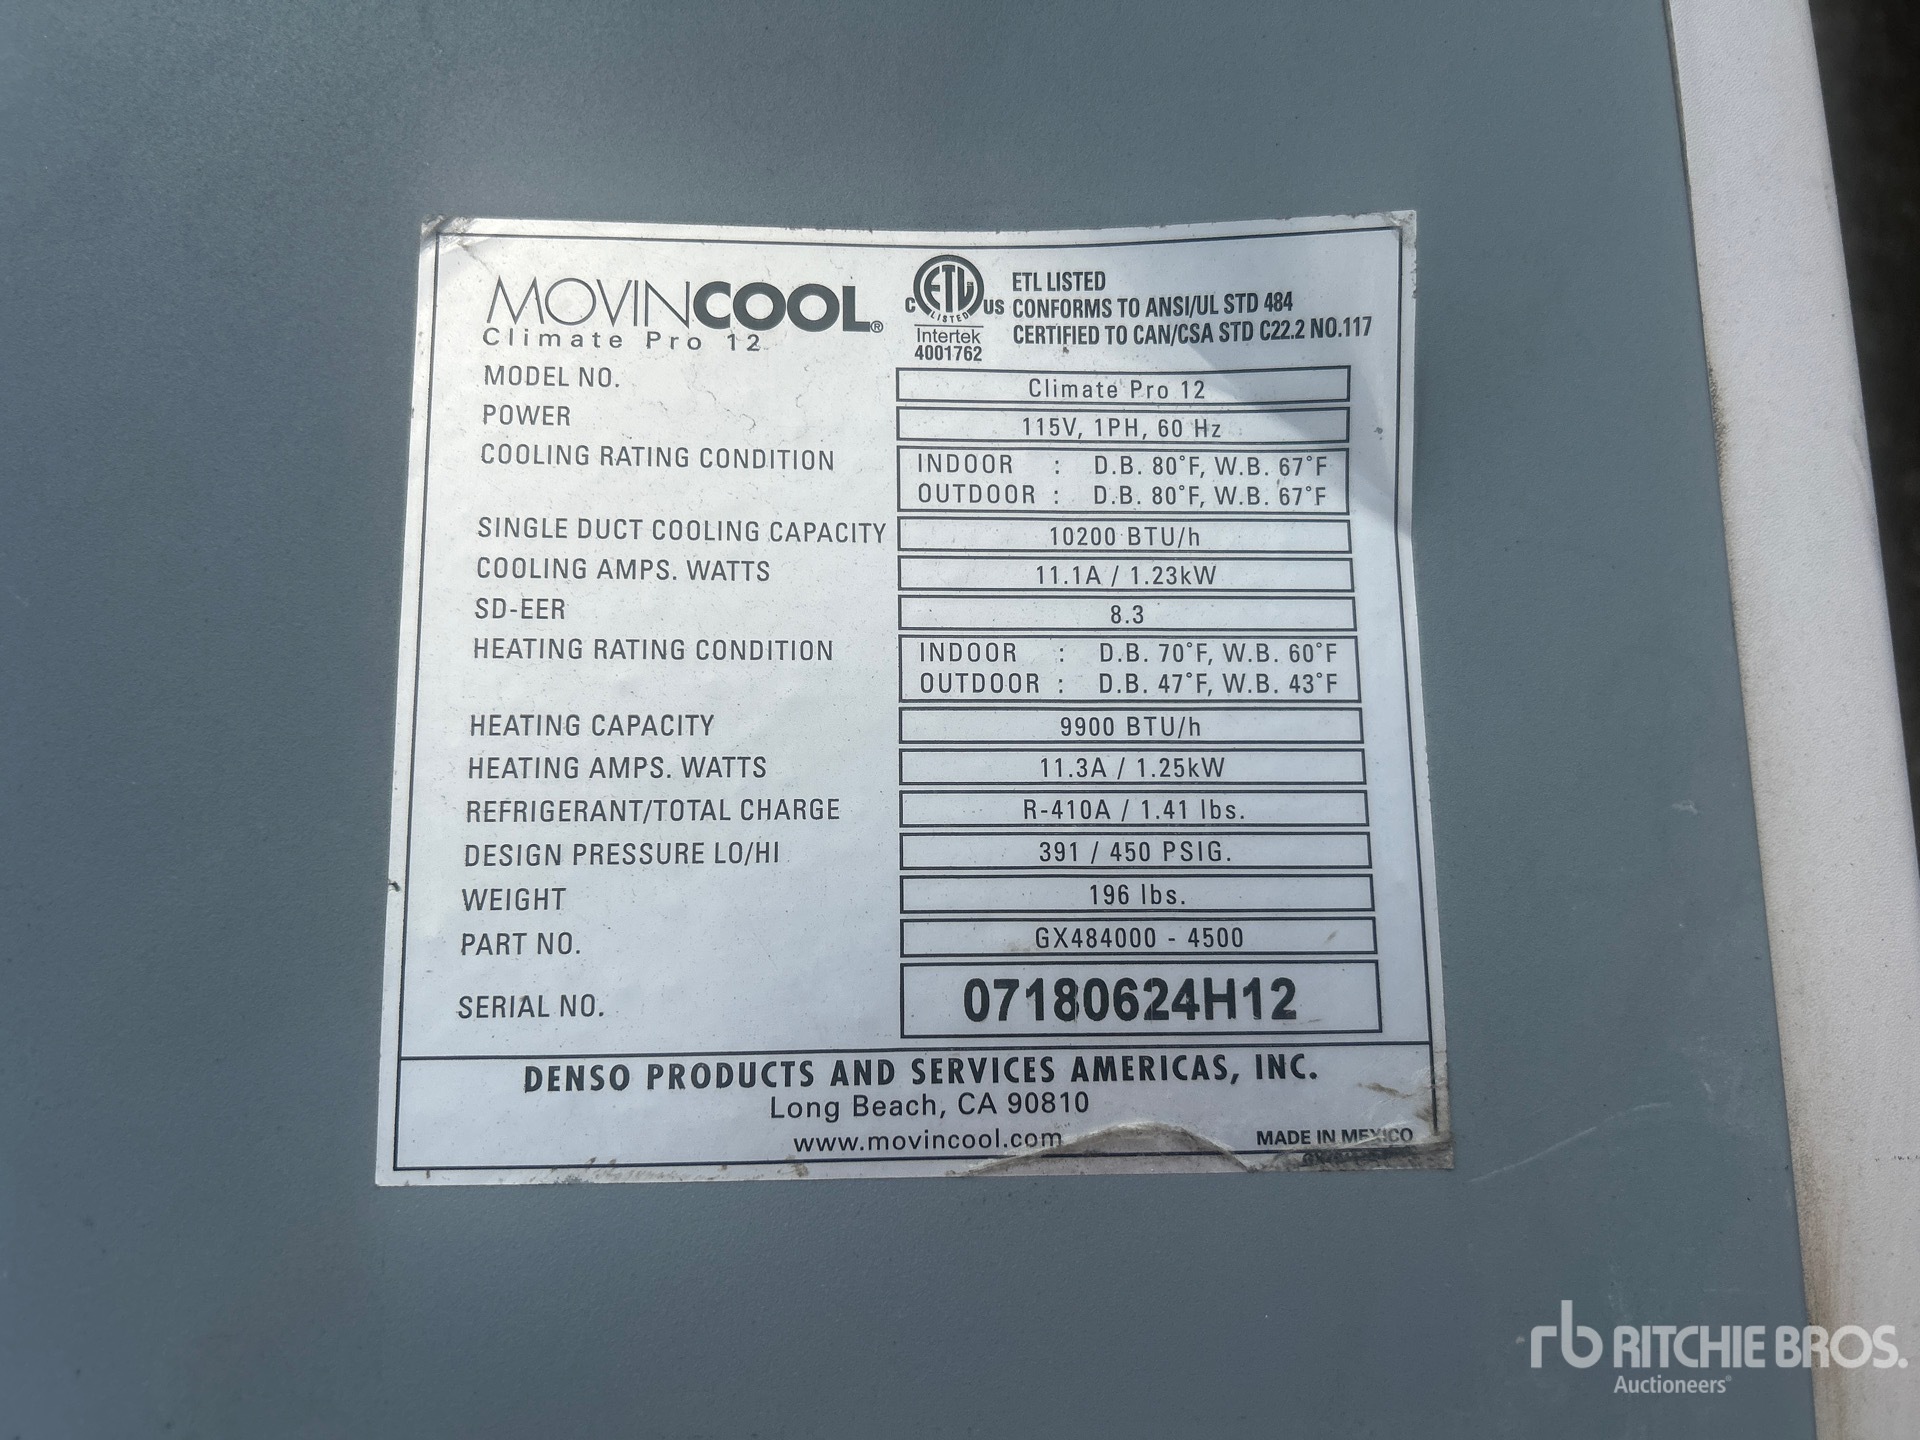 MOVINCOOL®
Climate Pro 12
C ETL US
LISTED
Intertek
4001762
ETL LISTED
CONFORMS TO ANSI/UL STD 484
CERTIFIED TO CAN/CSA STD C22.2 NO.117
MODEL NO. Climate Pro 12
POWER 115V, 1PH, 60 Hz
COOLING RATING CONDITION INDOOR : D.B. 80°F, W.B. 67°F
OUTDOOR : D.B. 80°F, W.B. 67°F
SINGLE DUCT COOLING CAPACITY 10200 BTU/h
COOLING AMPS. WATTS 11.1A / 1.23kW
SD-EER 8.3
HEATING RATING CONDITION INDOOR : D.B. 70°F, W.B. 60°F
OUTDOOR : D.B. 47°F, W.B. 43°F
HEATING CAPACITY 9900 BTU/h
HEATING AMPS. WATTS 11.3A / 1.25kW
REFRIGERANT/TOTAL CHARGE R-410A / 1.41 lbs.
DESIGN PRESSURE LO/HI 391 / 450 PSIG.
WEIGHT 196 lbs.
PART NO. GX484000 - 4500
SERIAL NO. 07180624H12
DENSO PRODUCTS AND SERVICES AMERICAS, INC.
Long Beach, CA 90810
www.movincool.com
MADE IN MEXICO
rb RITCHIE BROS.
Auctioneers®